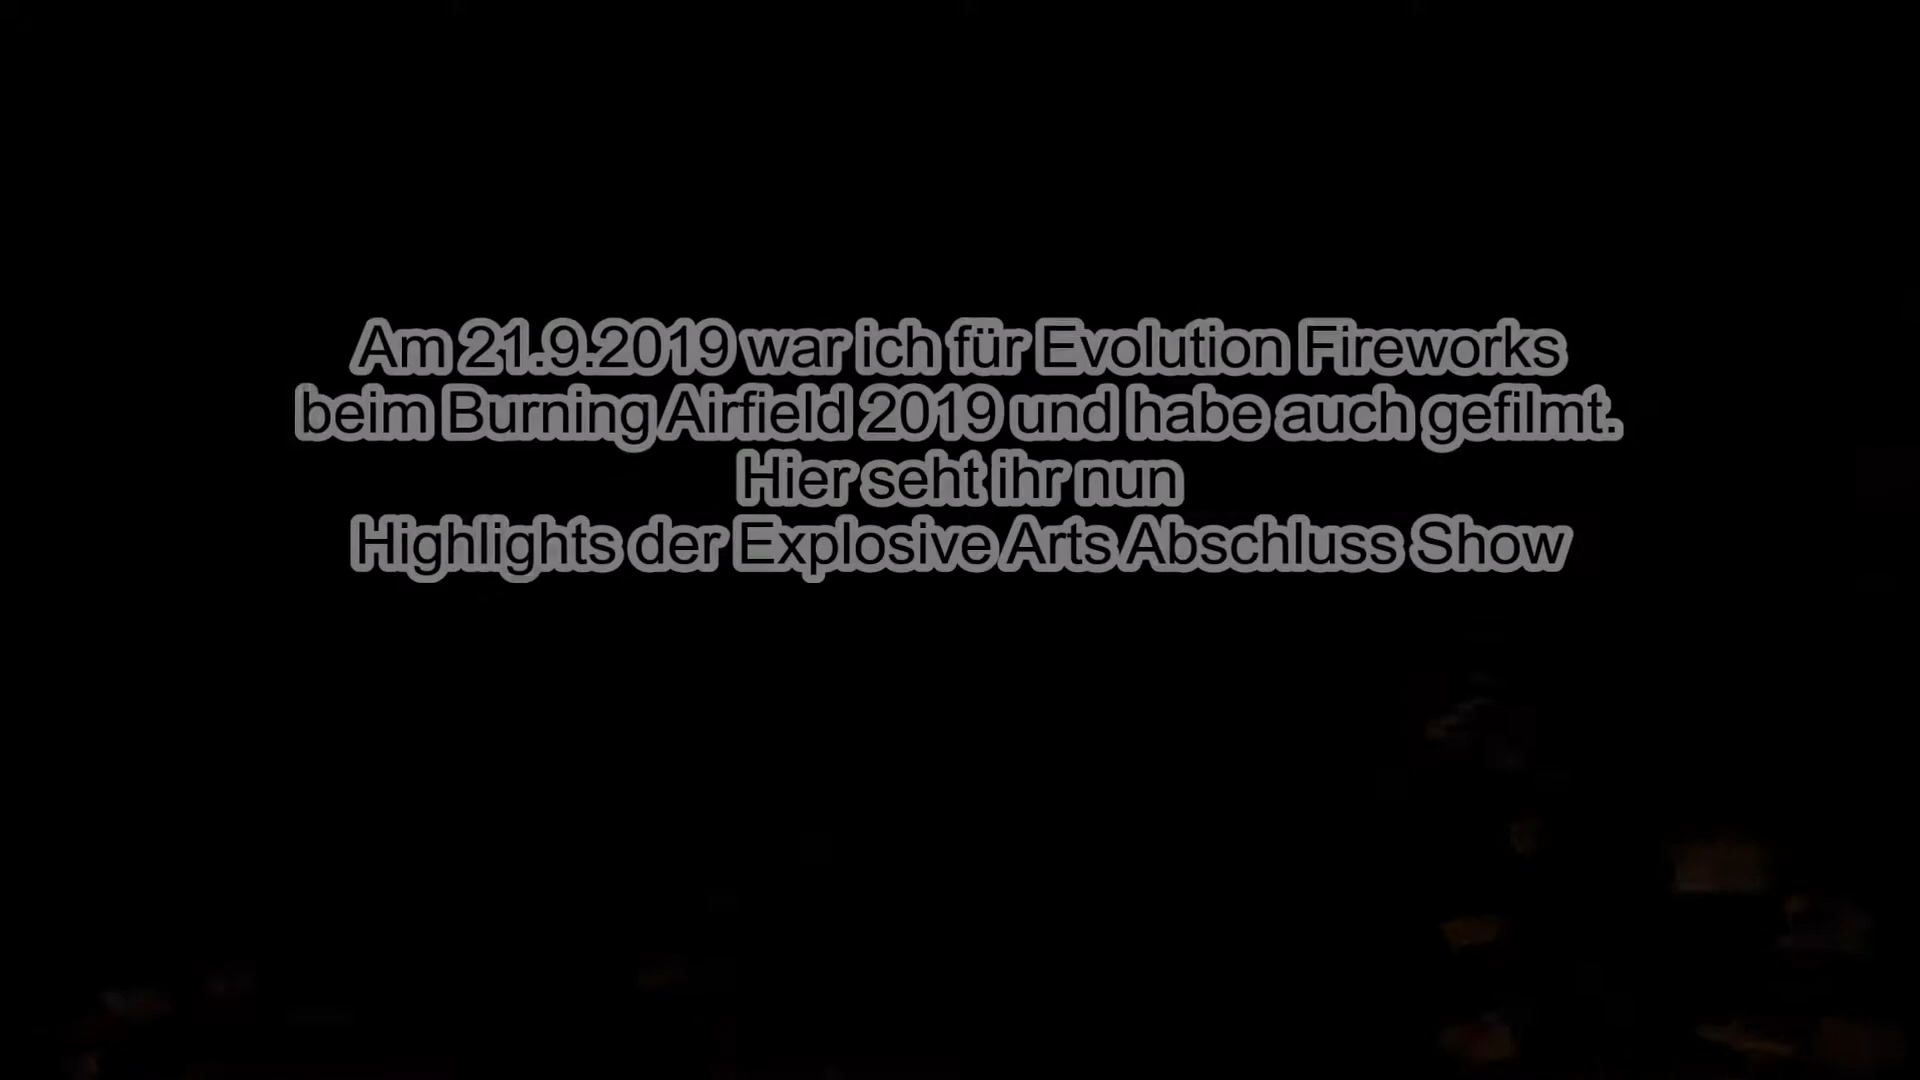 Am 21.9.2019 war ich für Evolution Fireworks
beim Burning Airfield 2019 und habe auch gefilmt.
Hier seht ihr nun
Highlights der Explosive Arts Abschluss Show